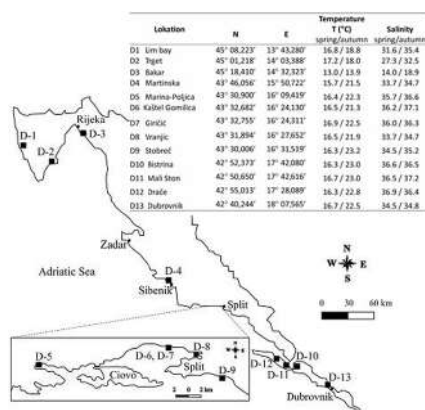 Lokation N E Temperature T (°C) spring/autumn Salinity spring/autumn
D1 Lim bay 45° 08,223' 13° 43,280' 16.8 / 18.8 31.6 / 35.4
D2 Trget 45° 01,218' 14° 03,388' 17.2 / 18.0 27.3 / 32.5
D3 Bakar 45° 18,410' 14° 32,323' 13.0 / 13.9 14.0 / 18.9
D4 Martinska 43° 46,056' 15° 50,722' 15.7 / 21.5 33.7 / 34.7
D5 Marina-Poljica 43° 30,900' 16° 09,419' 16.4 / 22.3 35.7 / 36.6
D6 Kaštel Gomilica 43° 32,682' 16° 24,130' 16.5 / 21.3 36.2 / 37.1
D7 Giričić 43° 32,755' 16° 24,311' 16.9 / 22.5 36.0 / 36.3
D8 Vranjic 43° 31,894' 16° 27,652' 16.5 / 21.9 33.7 / 34.7
D9 Stobreč 43° 30,006' 16° 31,519' 16.3 / 23.2 34.5 / 35.2
D10 Bistrina 42° 52,373' 17° 42,080' 16.3 / 23.0 36.6 / 36.5
D11 Mali Ston 42° 50,650' 17° 42,616' 16.7 / 23.0 36.5 / 37.2
D12 Drače 42° 55,013' 17° 28,089' 16.3 / 22.8 36.9 / 36.4
D13 Dubrovnik 42° 40,244' 18° 07,565' 16.7 / 22.5 34.5 / 34.8
Rijeka
D-1
D-3
D-2
Zadar
Adriatic Sea
D-4
Sibenik
Split
N
W E
S
0 30 60 km
D-5
D-6, D-7
D-8
Split
Ciovo
D-9
2 0 2 km
D-12
D-10
D-11
D-13
Dubrovnik